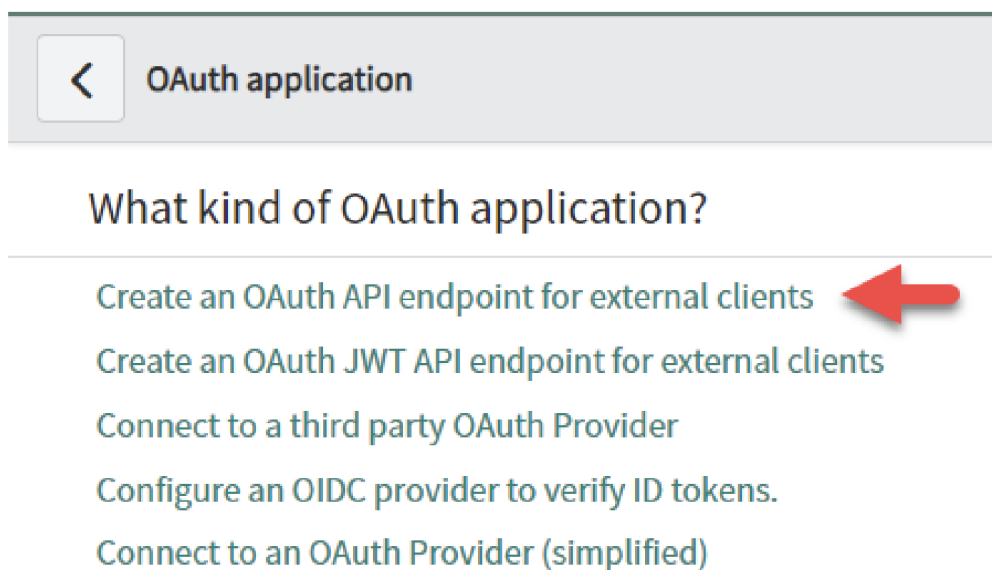 OAuth application
What kind of OAuth application?
Create an OAuth API endpoint for external clients
Create an OAuth JWT API endpoint for external clients
Connect to a third party OAuth Provider
Configure an OIDC provider to verify ID tokens.
Connect to an OAuth Provider (simplified)